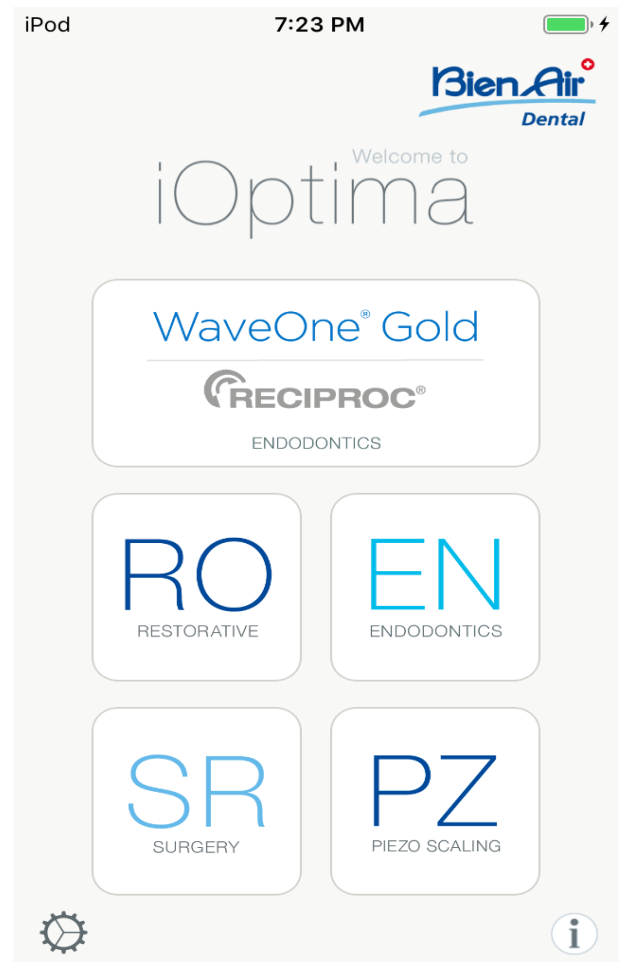 iPod 7:23 PM
Bien Air
Dental
Welcome to
iOptima
WaveOne® Gold
RECIPROC®
ENDODONTICS
RO
RESTORATIVE
EN
ENDODONTICS
SR
SURGERY
PZ
PIEZO SCALING
i